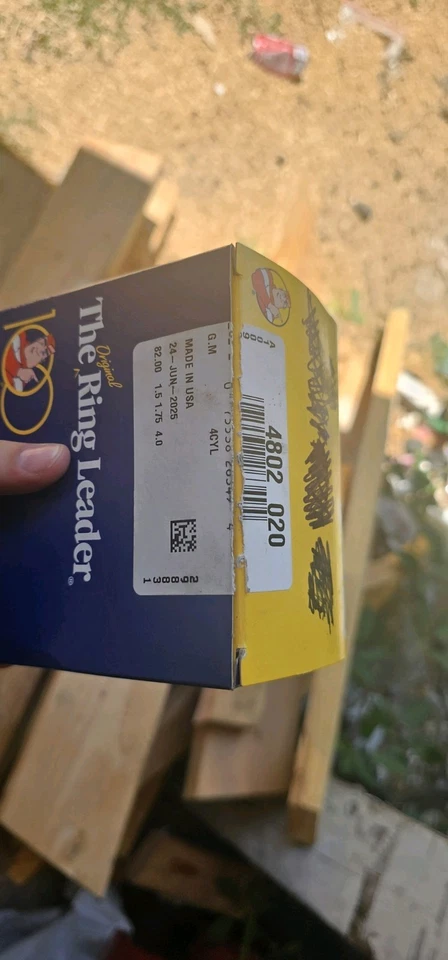 100
The Original Ring Leader®
G.M 4CYL
MADE IN USA
24-JUN-2025
82.00 1.5 1.75 4.0
4802 020